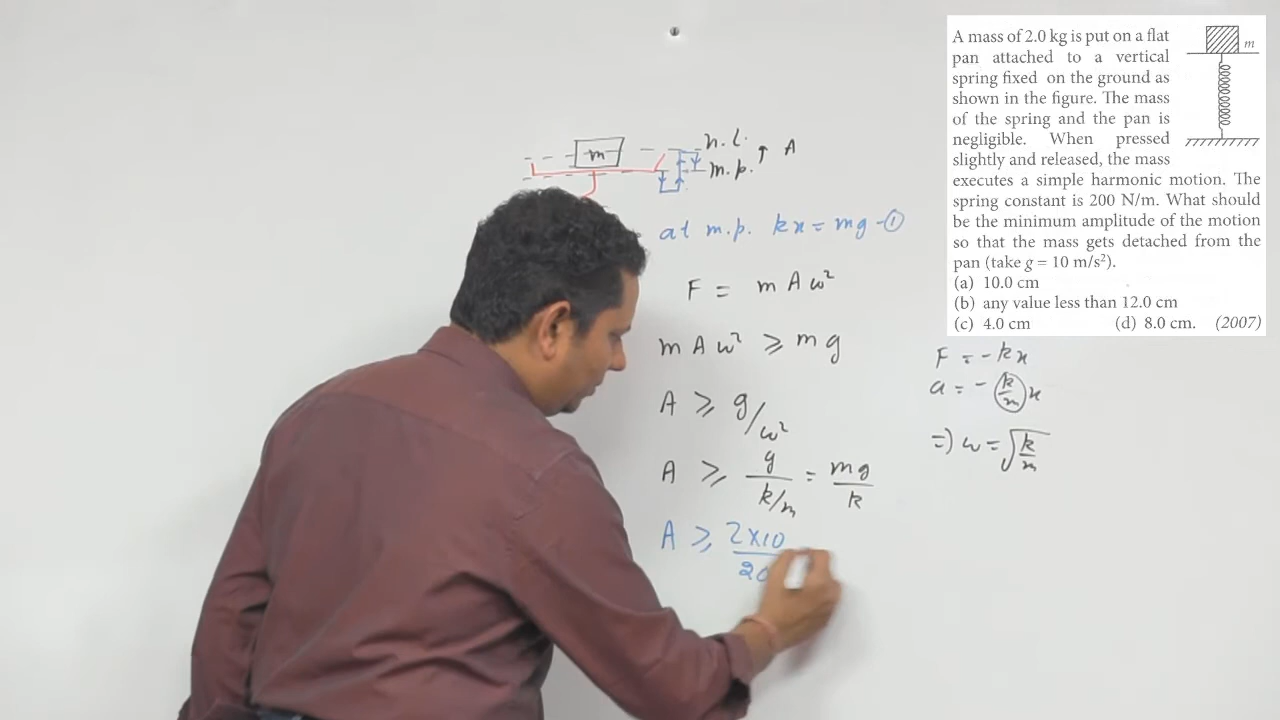 A mass of 2.0 kg is put on a flat
pan attached to a vertical
spring fixed on the ground as
shown in the figure. The mass
of the spring and the pan is
negligible. When pressed
slightly and released, the mass
executes a simple harmonic motion. The
spring constant is 200 N/m. What should
be the minimum amplitude of the motion
so that the mass gets detached from the
pan (take g = 10 m/s²).
(a) 10.0 cm
(b) any value less than 12.0 cm
(c) 4.0 cm (d) 8.0 cm. (2007)
m
m
n.l. ↑ A
m.p.
at m.p. kx = mg -①
F = mAω²
mAω² ⩾ mg
A ⩾ g/ω²
A ⩾ g/(k/m) = mg/k
A ⩾ 2×10
20
F = -kx
a = -(k/m)x
⇒ ω = √(k/m)